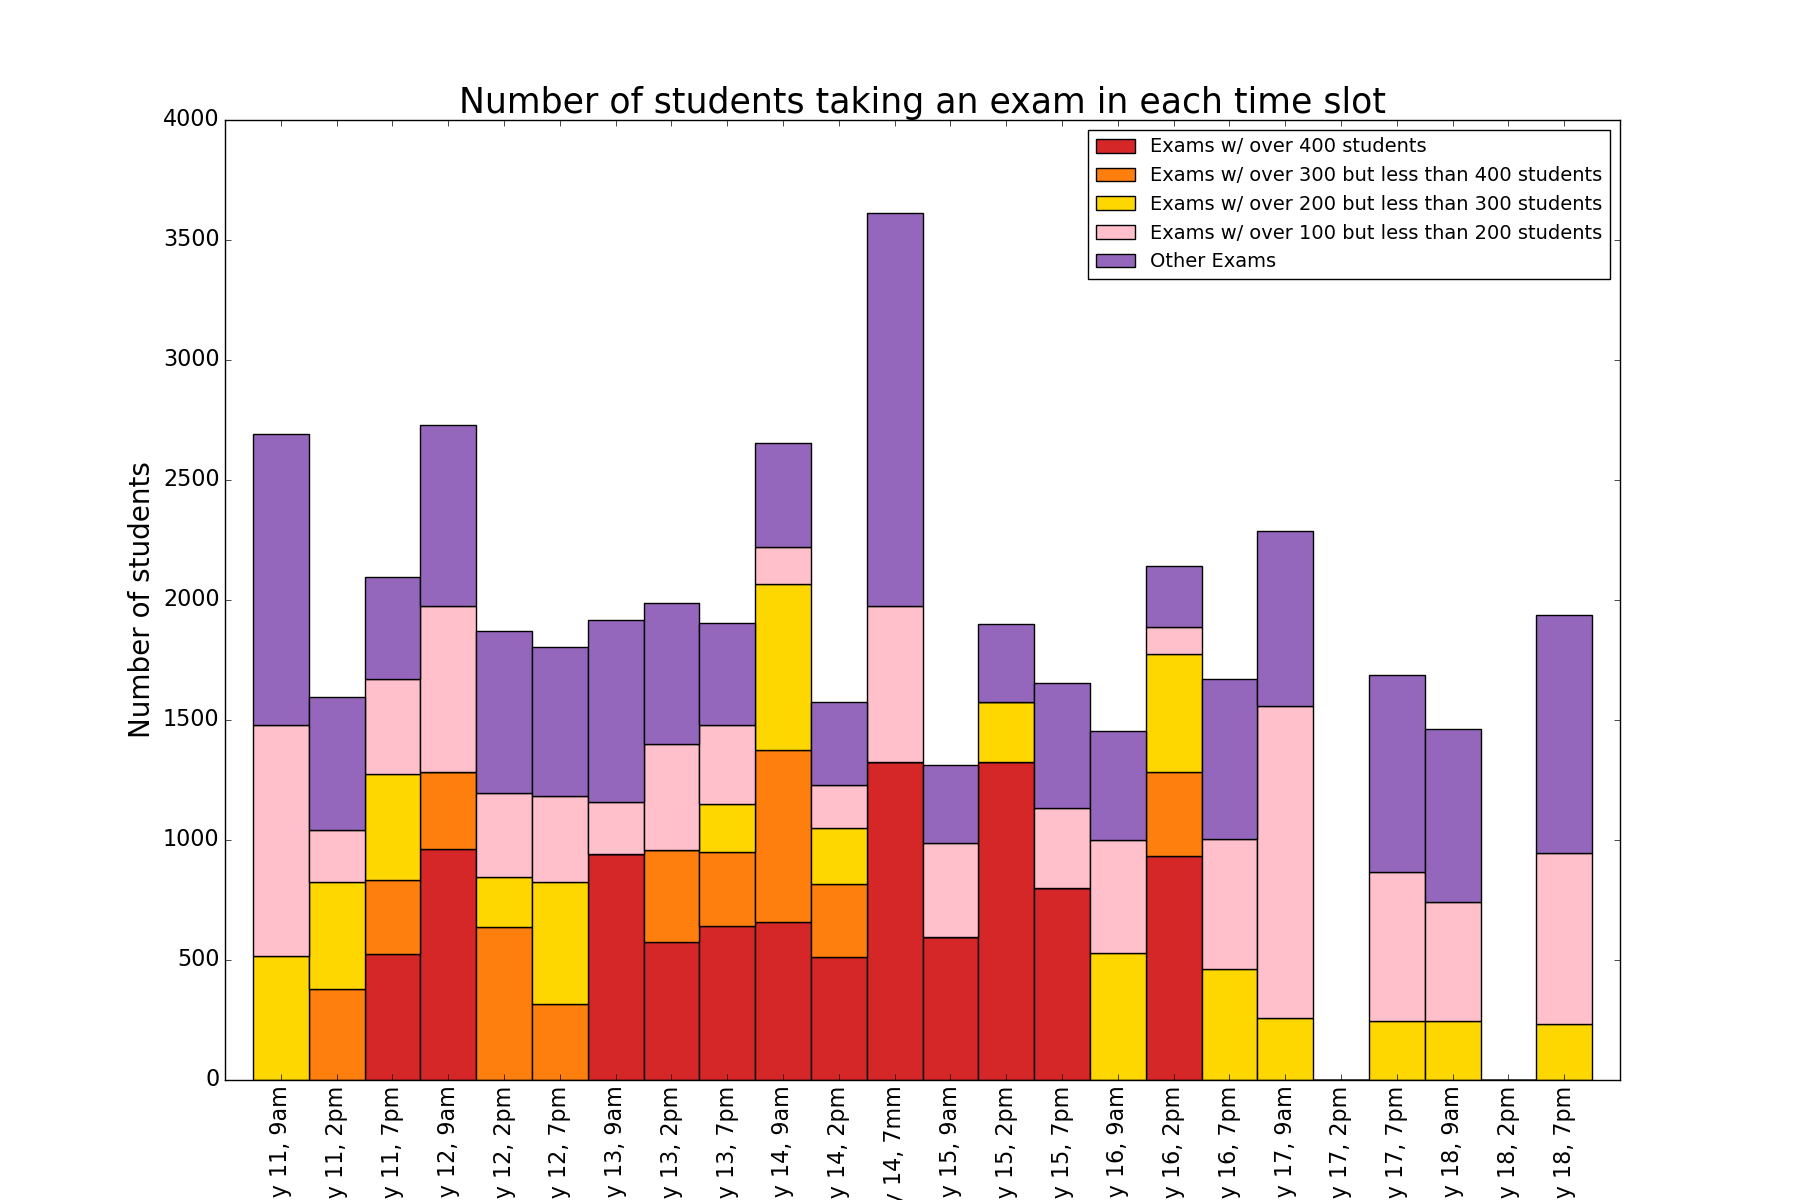 Number of students taking an exam in each time slot
Exams w/ over 400 students
Exams w/ over 300 but less than 400 students
Exams w/ over 200 but less than 300 students
Exams w/ over 100 but less than 200 students
Other Exams
Number of students
4000
3500
3000
2500
2000
1500
1000
500
0
y 11, 9am
y 11, 2pm
y 11, 7pm
y 12, 9am
y 12, 2pm
y 12, 7pm
y 13, 9am
y 13, 2pm
y 13, 7pm
y 14, 9am
y 14, 2pm
y 14, 7mm
y 15, 9am
y 15, 2pm
y 15, 7pm
y 16, 9am
y 16, 2pm
y 16, 7pm
y 17, 9am
y 17, 2pm
y 17, 7pm
y 18, 9am
y 18, 2pm
y 18, 7pm